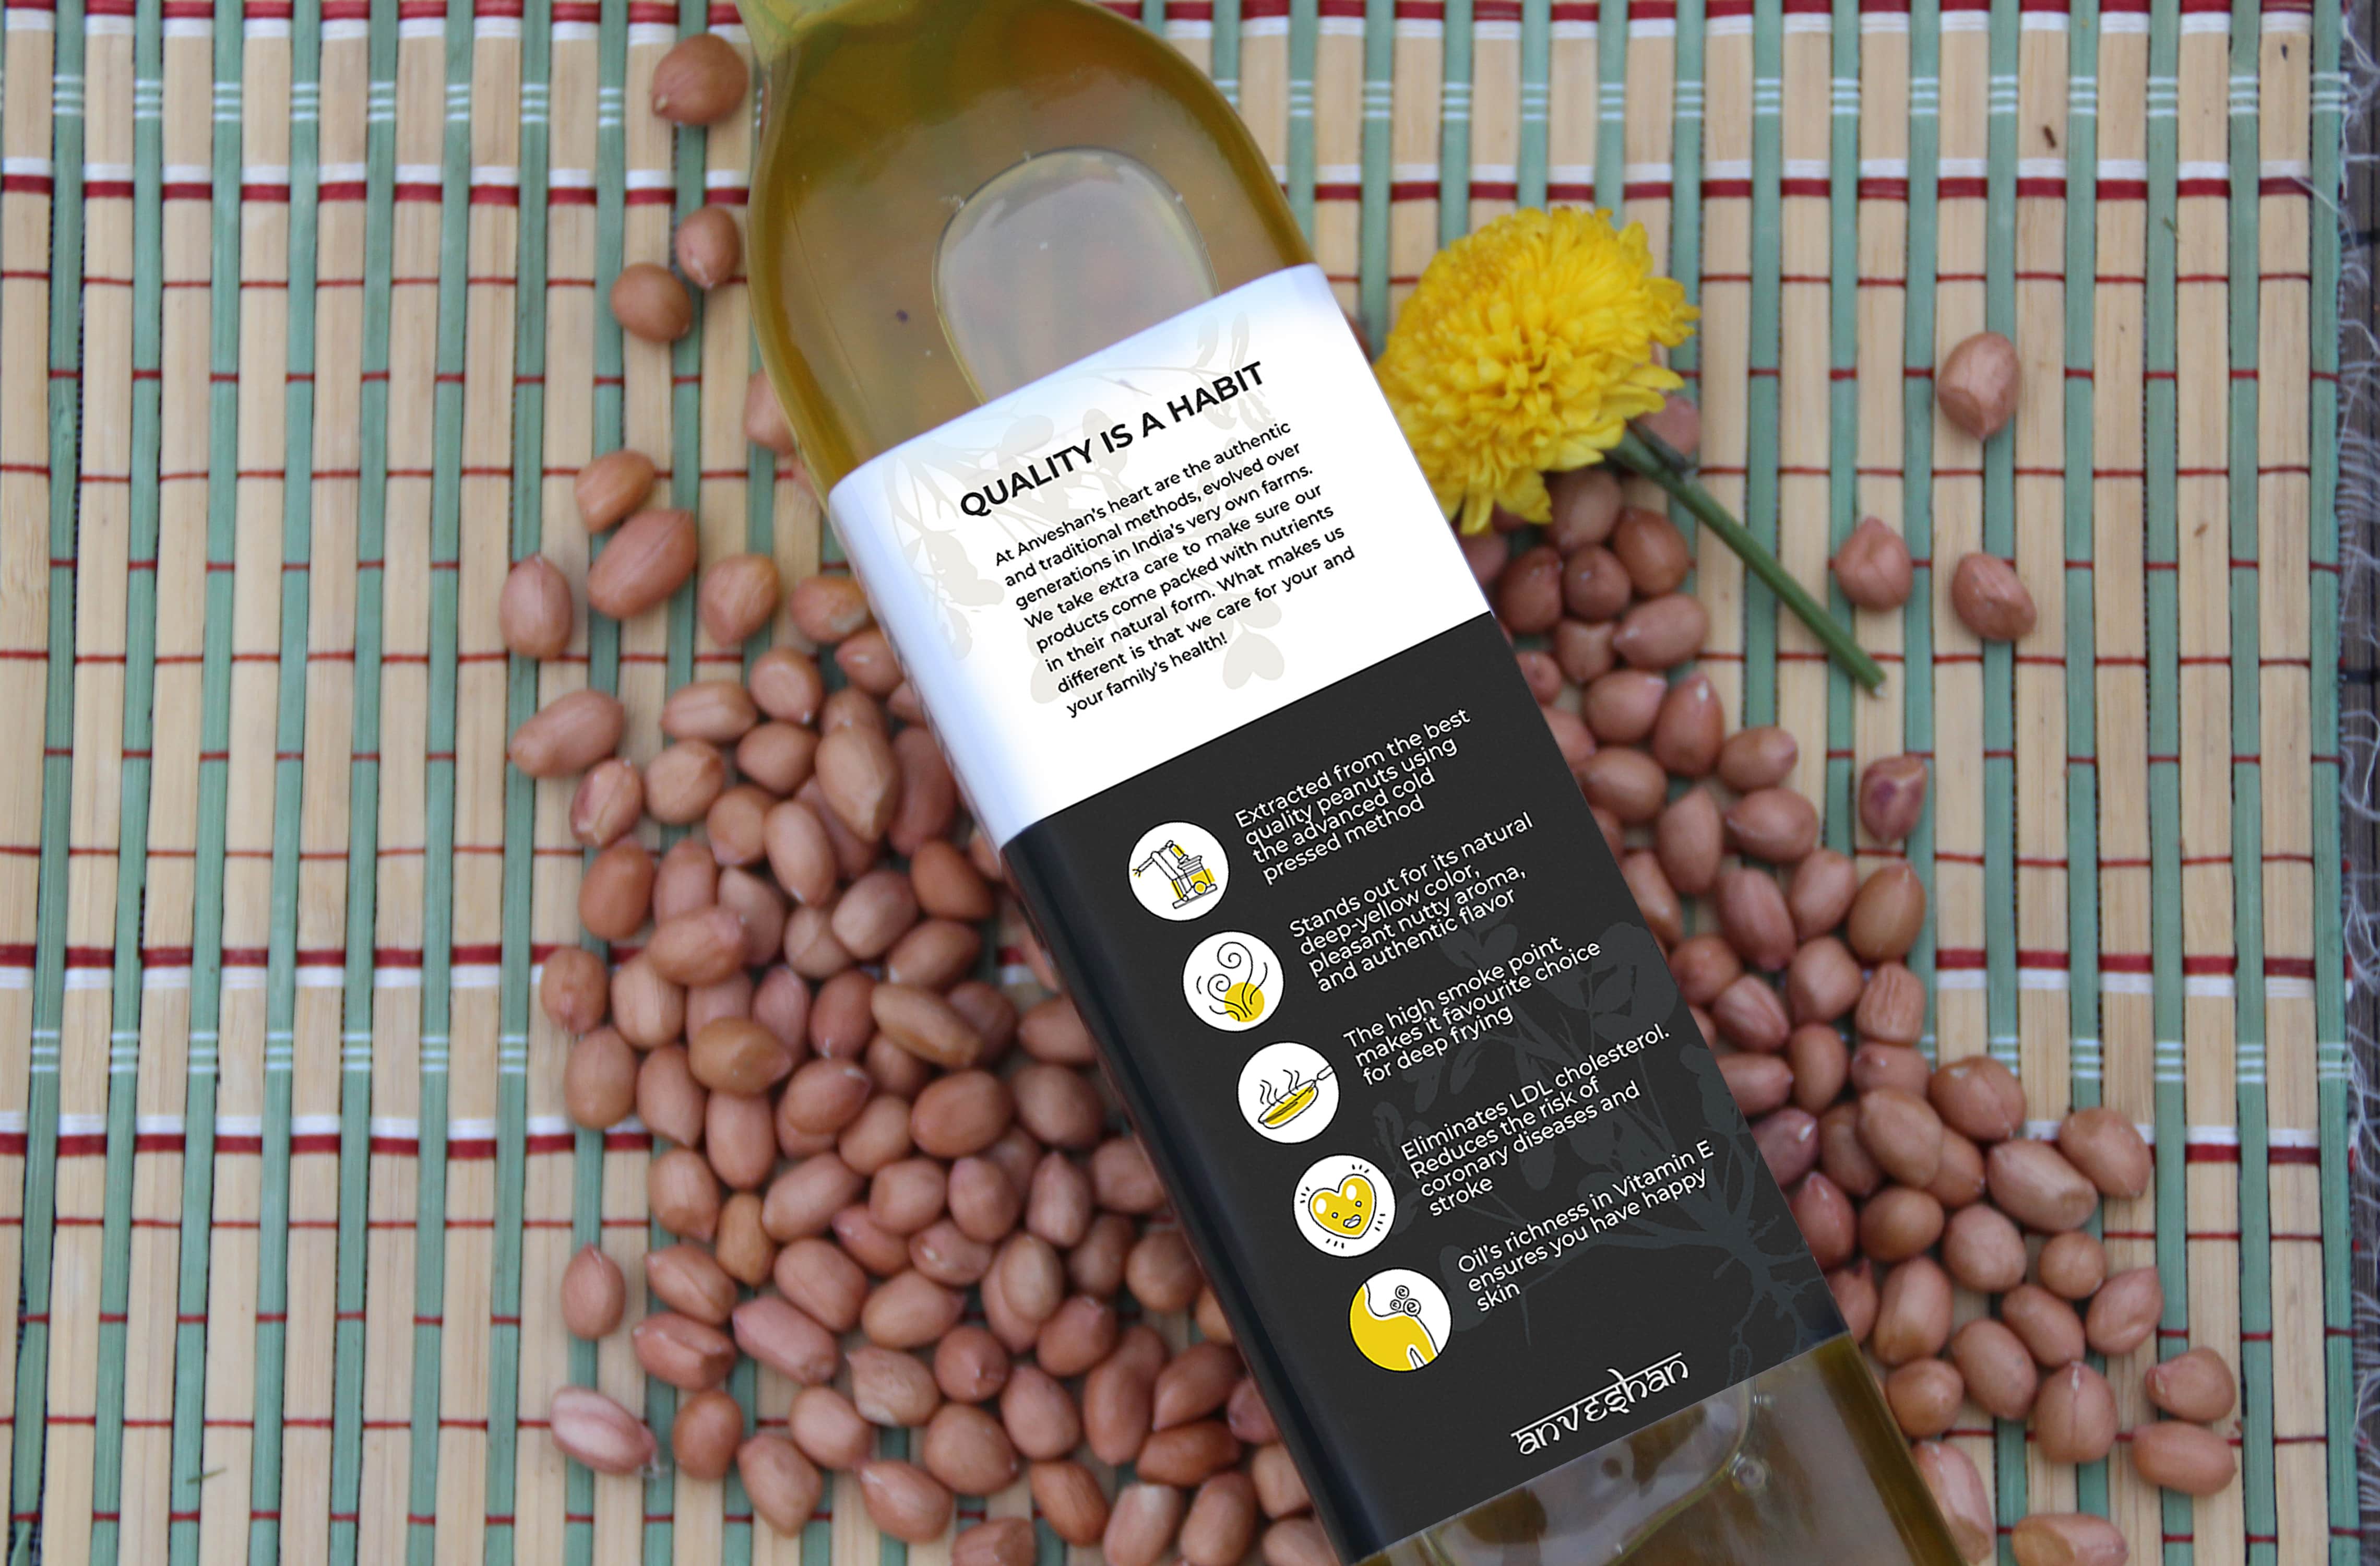 QUALITY IS A HABIT
At Anveshan's heart are the authentic
and traditional methods, evolved over
generations in India's very own farms.
We take extra care to make sure our
products come packed with nutrients
in their natural form. What makes us
different is that we care for your and
your family's health!
Extracted from the best
quality peanuts using
the advanced cold
pressed method
Stands out for its natural
deep-yellow color,
pleasant nutty aroma,
and authentic flavor
The high smoke point
makes it favourite choice
for deep frying
Eliminates LDL cholesterol.
Reduces the risk of
coronary diseases and
stroke
Oil's richness in Vitamin E
ensures you have happy
skin
anveshan